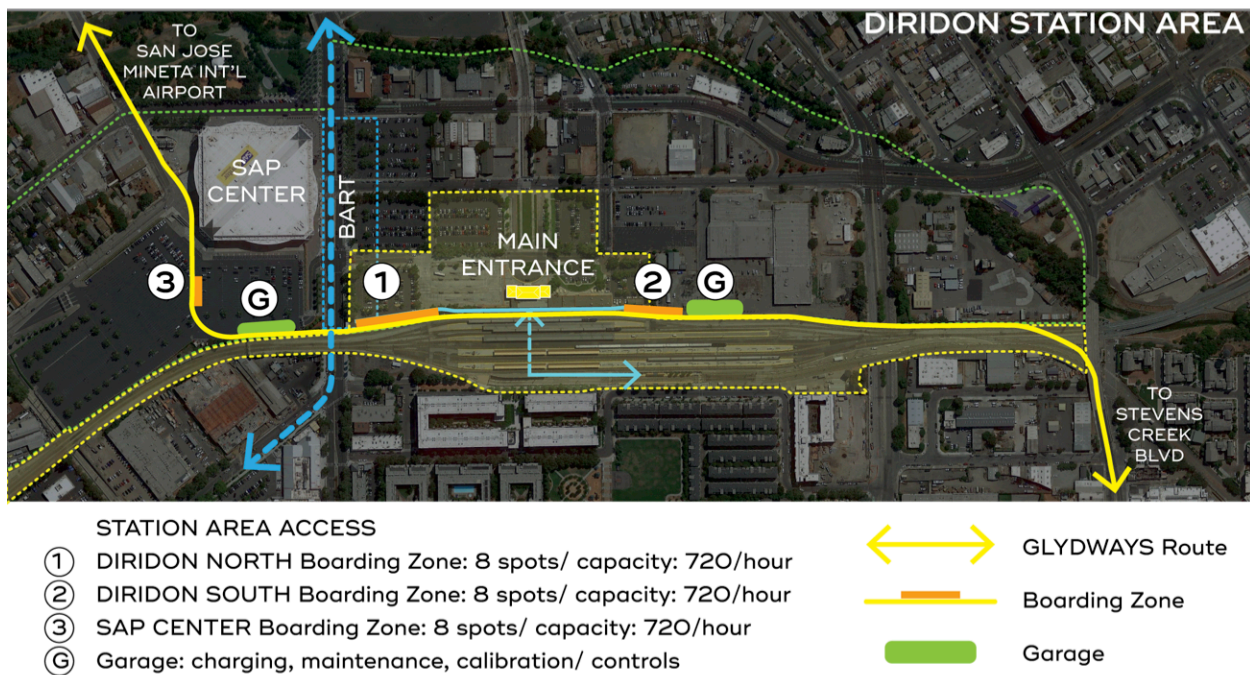 DIRIDON STATION AREA
TO
SAN JOSE
MINETA INT'L
AIRPORT
SAP
CENTER
BART
MAIN
ENTRANCE
1
2
G
3
G
TO
STEVENS
CREEK
BLVD
STATION AREA ACCESS
1 DIRIDON NORTH Boarding Zone: 8 spots/ capacity: 720/hour
2 DIRIDON SOUTH Boarding Zone: 8 spots/ capacity: 720/hour
3 SAP CENTER Boarding Zone: 8 spots/ capacity: 720/hour
G Garage: charging, maintenance, calibration/ controls
GLYDWAYS Route
Boarding Zone
Garage